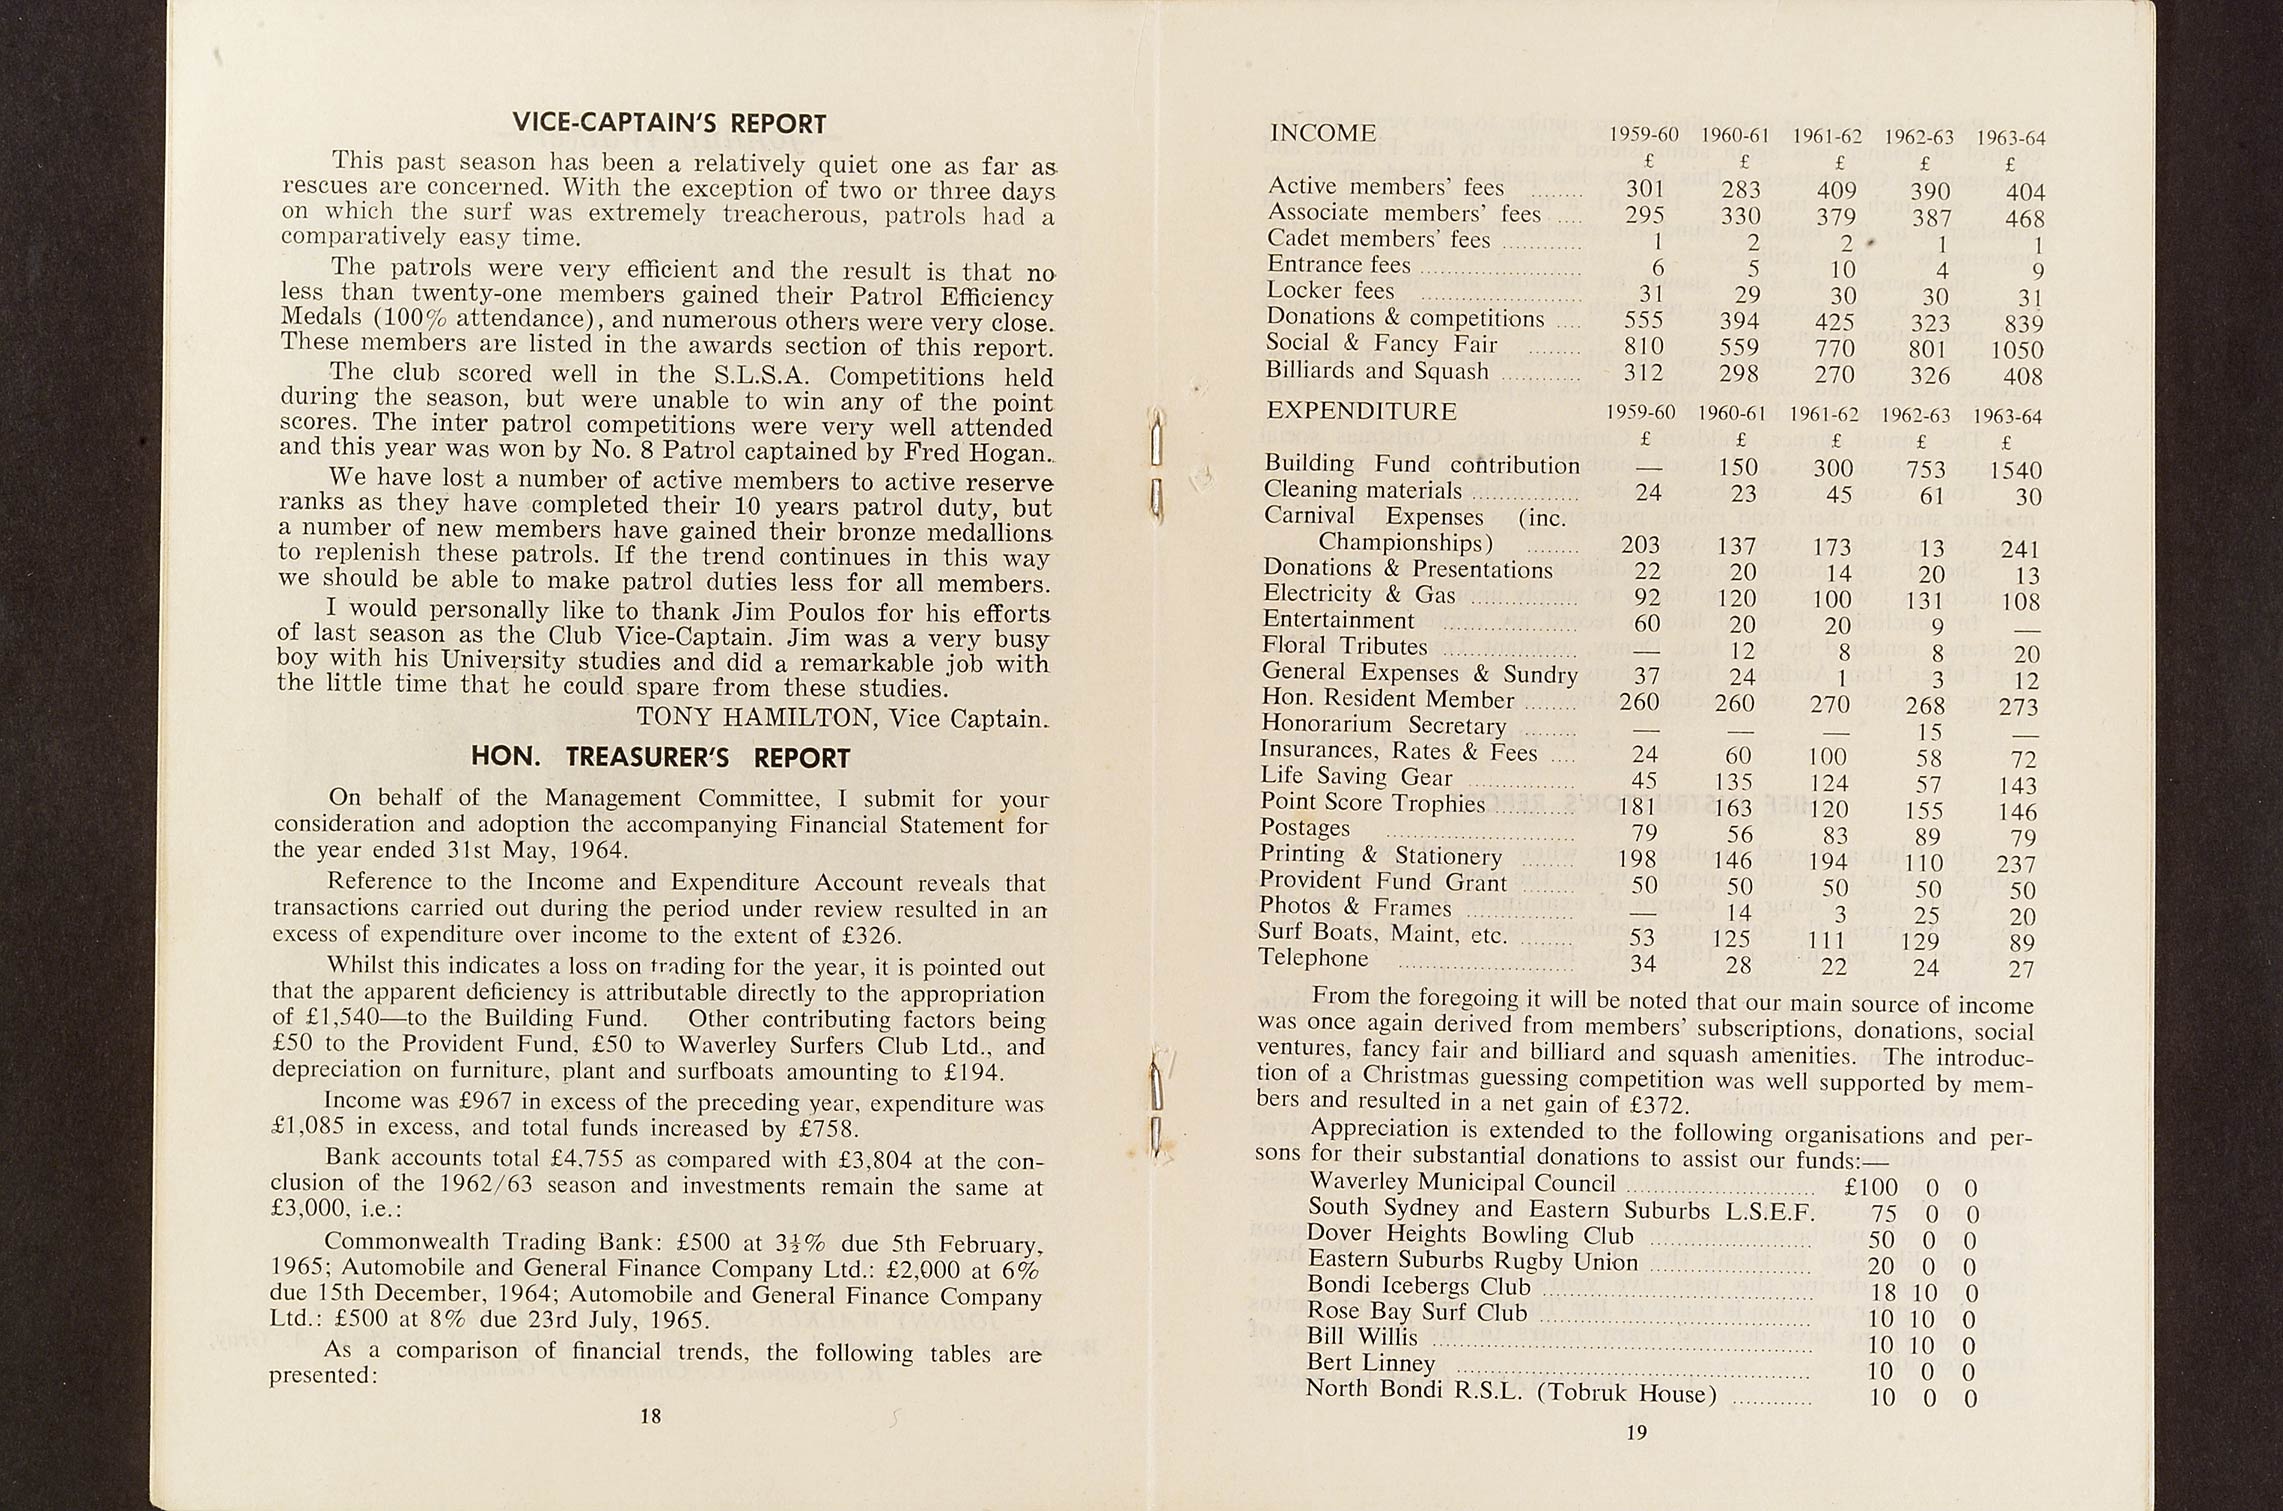 VICE-CAPTAIN'S REPORT
This past season has been a relatively quiet one as far as
rescues are concerned. With the exception of two or three days
on which the surf was extremely treacherous, patrols had a
comparatively easy time.
The patrols were very efficient and the result is that no
less than twenty-one members gained their Patrol Efficiency
Medals (100% attendance), and numerous others were very close.
These members are listed in the awards section of this report.
The club scored well in the S.L.S.A. Competitions held
during the season, but were unable to win any of the point
scores. The inter patrol competitions were very well attended
and this year was won by No. 8 Patrol captained by Fred Hogan.
We have lost a number of active members to active reserve
ranks as they have completed their 10 years patrol duty, but
a number of new members have gained their bronze medallions
to replenish these patrols. If the trend continues in this way
we should be able to make patrol duties less for all members.
I would personally like to thank Jim Poulos for his efforts
of last season as the Club Vice-Captain. Jim was a very busy
boy with his University studies and did a remarkable job with
the little time that he could spare from these studies.
TONY HAMILTON, Vice Captain.
HON. TREASURER'S REPORT
On behalf of the Management Committee, I submit for your
consideration and adoption the accompanying Financial Statement for
the year ended 31st May, 1964.
Reference to the Income and Expenditure Account reveals that
transactions carried out during the period under review resulted in an
excess of expenditure over income to the extent of £326.
Whilst this indicates a loss on trading for the year, it is pointed out
that the apparent deficiency is attributable directly to the appropriation
of £1,540—to the Building Fund. Other contributing factors being
£50 to the Provident Fund, £50 to Waverley Surfers Club Ltd., and
depreciation on furniture, plant and surfboats amounting to £194.
Income was £967 in excess of the preceding year, expenditure was
£1,085 in excess, and total funds increased by £758.
Bank accounts total £4,755 as compared with £3,804 at the con-
clusion of the 1962/63 season and investments remain the same at
£3,000, i.e.:
Commonwealth Trading Bank: £500 at 3½% due 5th February,
1965; Automobile and General Finance Company Ltd.: £2,000 at 6%
due 15th December, 1964; Automobile and General Finance Company
Ltd.: £500 at 8% due 23rd July, 1965.
As a comparison of financial trends, the following tables are
presented:
18
INCOME 1959-60 1960-61 1961-62 1962-63 1963-64
£ £ £ £ £
Active members' fees ........ 301 283 409 390 404
Associate members' fees .... 295 330 379 387 468
Cadet members' fees ............ 1 2 2 1 1
Entrance fees ........................ 6 5 10 4 9
Locker fees ........................ 31 29 30 30 31
Donations & competitions .... 555 394 425 323 839
Social & Fancy Fair ........ 810 559 770 801 1050
Billiards and Squash ............ 312 298 270 326 408
EXPENDITURE 1959-60 1960-61 1961-62 1962-63 1963-64
£ £ £ £ £
Building Fund contribution — 150 300 753 1540
Cleaning materials ................ 24 23 45 61 30
Carnival Expenses (inc.
Championships) ........ 203 137 173 13 241
Donations & Presentations 22 20 14 20 13
Electricity & Gas ................ 92 120 100 131 108
Entertainment .................... 60 20 20 9 —
Floral Tributes .................... — 12 8 8 20
General Expenses & Sundry 37 24 1 3 12
Hon. Resident Member ........ 260 260 270 268 273
Honorarium Secretary ........ — — — 15 —
Insurances, Rates & Fees .... 24 60 100 58 72
Life Saving Gear ................ 45 135 124 57 143
Point Score Trophies ............ 181 163 120 155 146
Postages ............................ 79 56 83 89 79
Printing & Stationery ........ 198 146 194 110 237
Provident Fund Grant ........ 50 50 50 50 50
Photos & Frames ................ — 14 3 25 20
Surf Boats, Maint, etc. ........ 53 125 111 129 89
Telephone ............................ 34 28 22 24 27
From the foregoing it will be noted that our main source of income
was once again derived from members' subscriptions, donations, social
ventures, fancy fair and billiard and squash amenities. The introduc-
tion of a Christmas guessing competition was well supported by mem-
bers and resulted in a net gain of £372.
Appreciation is extended to the following organisations and per-
sons for their substantial donations to assist our funds:—
Waverley Municipal Council ............................ £100 0 0
South Sydney and Eastern Suburbs L.S.E.F. 75 0 0
Dover Heights Bowling Club ........................ 50 0 0
Eastern Suburbs Rugby Union ........................ 20 0 0
Bondi Icebergs Club ........................................ 18 10 0
Rose Bay Surf Club ........................................ 10 10 0
Bill Willis ........................................................ 10 10 0
Bert Linney .................................................... 10 0 0
North Bondi R.S.L. (Tobruk House) ............ 10 0 0
19